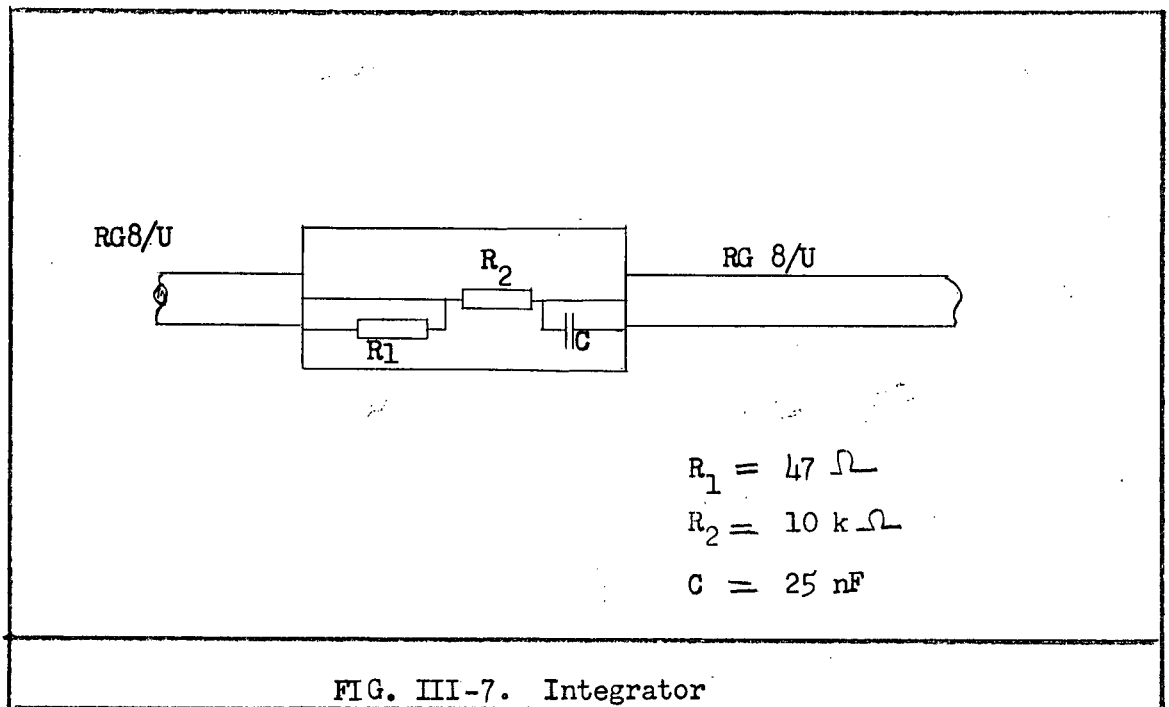 RG8/U
R2
RG 8/U
R1
C
R1 = 47 Ω
R2 = 10 kΩ
C = 25 nF
FIG. III-7. Integrator